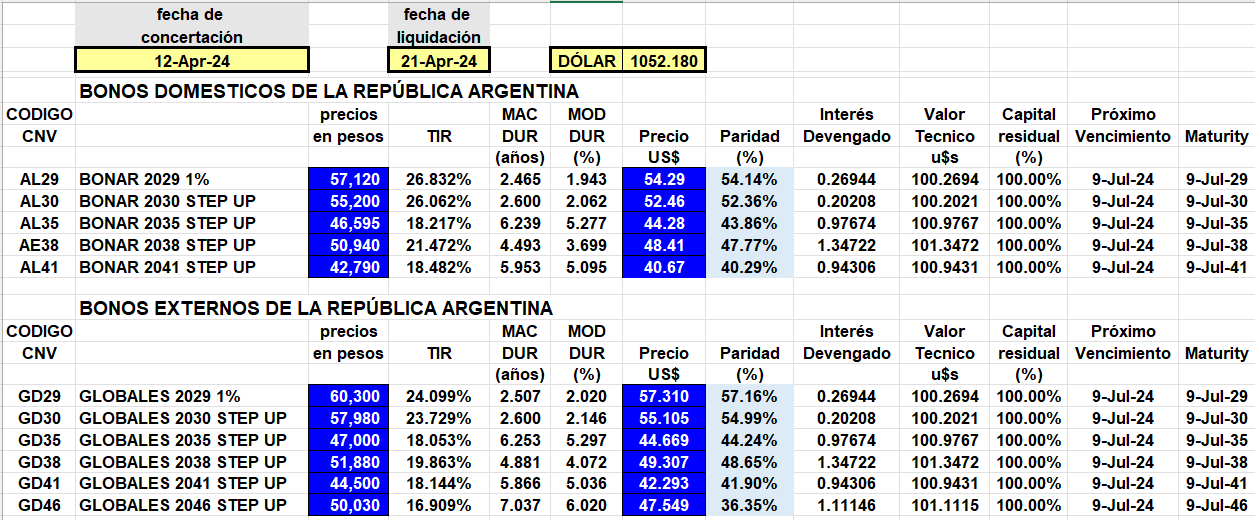 fecha de fecha de
concertación liquidación
12-Apr-24 21-Apr-24 DÓLAR 1052.180
BONOS DOMESTICOS DE LA REPÚBLICA ARGENTINA
CODIGO precios MAC MOD Interés Valor Capital Próximo
CNV en pesos TIR DUR DUR Precio Paridad Devengado Tecnico residual Vencimiento Maturity
(años) (%) US$ (%) u$s (%)
AL29 BONAR 2029 1% 57,120 26.832% 2.465 1.943 54.29 54.14% 0.26944 100.2694 100.00% 9-Jul-24 9-Jul-29
AL30 BONAR 2030 STEP UP 55,200 26.062% 2.600 2.062 52.46 52.36% 0.20208 100.2021 100.00% 9-Jul-24 9-Jul-30
AL35 BONAR 2035 STEP UP 46,595 18.217% 6.239 5.277 44.28 43.86% 0.97674 100.9767 100.00% 9-Jul-24 9-Jul-35
AE38 BONAR 2038 STEP UP 50,940 21.472% 4.493 3.699 48.41 47.77% 1.34722 101.3472 100.00% 9-Jul-24 9-Jul-38
AL41 BONAR 2041 STEP UP 42,790 18.482% 5.953 5.095 40.67 40.29% 0.94306 100.9431 100.00% 9-Jul-24 9-Jul-41
BONOS EXTERNOS DE LA REPÚBLICA ARGENTINA
CODIGO precios MAC MOD Interés Valor Capital Próximo
CNV en pesos TIR DUR DUR Precio Paridad Devengado Tecnico residual Vencimiento Maturity
(años) (%) US$ (%) u$s (%)
GD29 GLOBALES 2029 1% 60,300 24.099% 2.507 2.020 57.310 57.16% 0.26944 100.2694 100.00% 9-Jul-24 9-Jul-29
GD30 GLOBALES 2030 STEP UP 57,980 23.729% 2.600 2.146 55.105 54.99% 0.20208 100.2021 100.00% 9-Jul-24 9-Jul-30
GD35 GLOBALES 2035 STEP UP 47,000 18.053% 6.253 5.297 44.669 44.24% 0.97674 100.9767 100.00% 9-Jul-24 9-Jul-35
GD38 GLOBALES 2038 STEP UP 51,880 19.863% 4.881 4.072 49.307 48.65% 1.34722 101.3472 100.00% 9-Jul-24 9-Jul-38
GD41 GLOBALES 2041 STEP UP 44,500 18.144% 5.866 5.036 42.293 41.90% 0.94306 100.9431 100.00% 9-Jul-24 9-Jul-41
GD46 GLOBALES 2046 STEP UP 50,030 16.909% 7.037 6.020 47.549 36.35% 1.11146 101.1115 100.00% 9-Jul-24 9-Jul-46